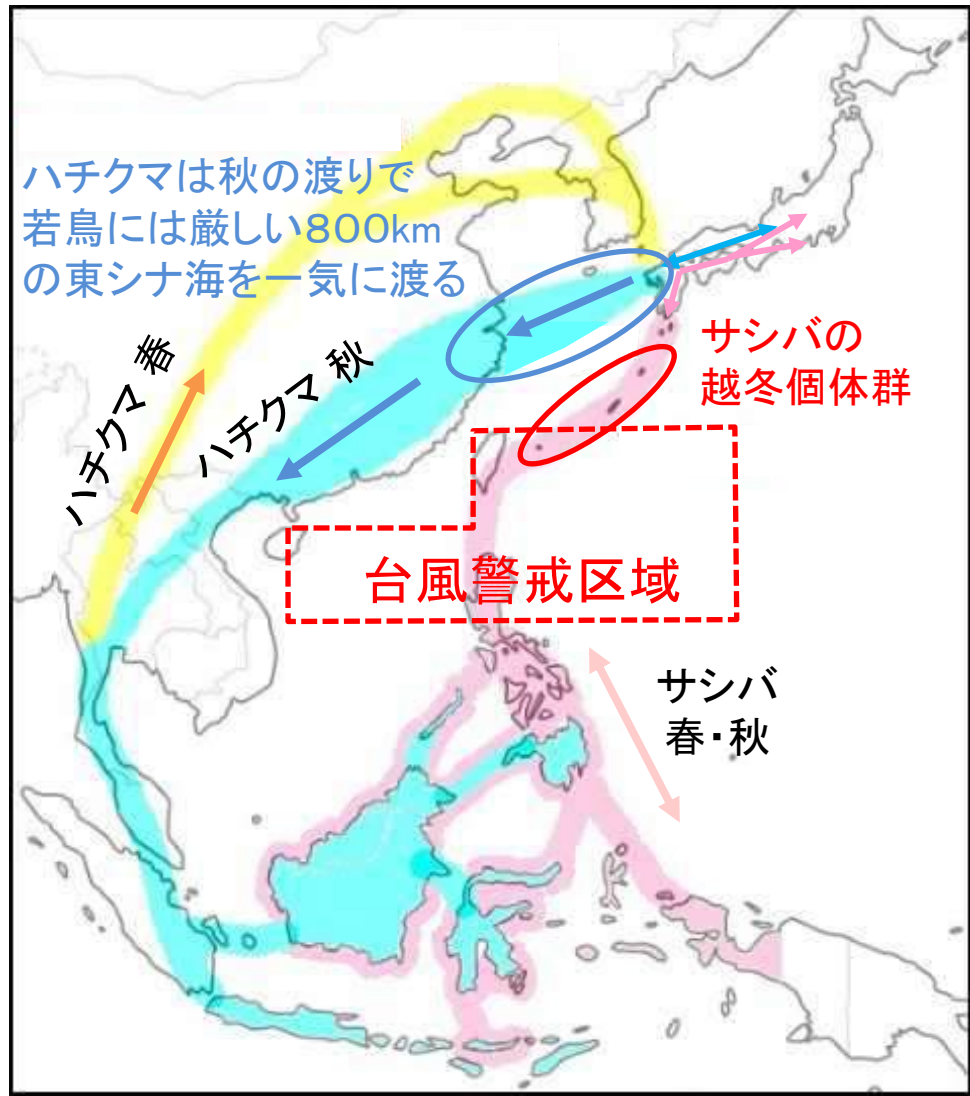 ハチクマは秋の渡りで
若鳥には厳しい800km
の東シナ海を一気に渡る
ハチクマ 春
ハチクマ 秋
サシバの
越冬個体群
台風警戒区域
サシバ
春・秋